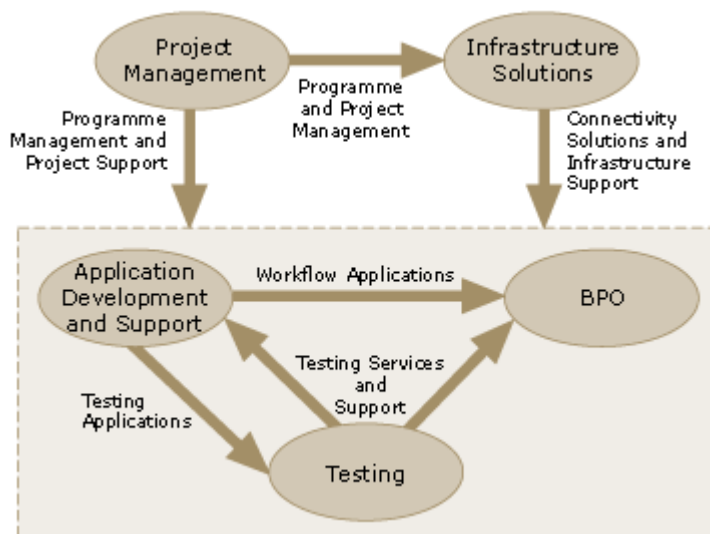 Project
Management
Infrastructure
Solutions
Programme
and Project
Management
Programme
Management and
Project Support
Connectivity
Solutions and
Infrastructure
Support
Application
Development
and Support
Workflow Applications
BPO
Testing Services
and
Support
Testing
Applications
Testing